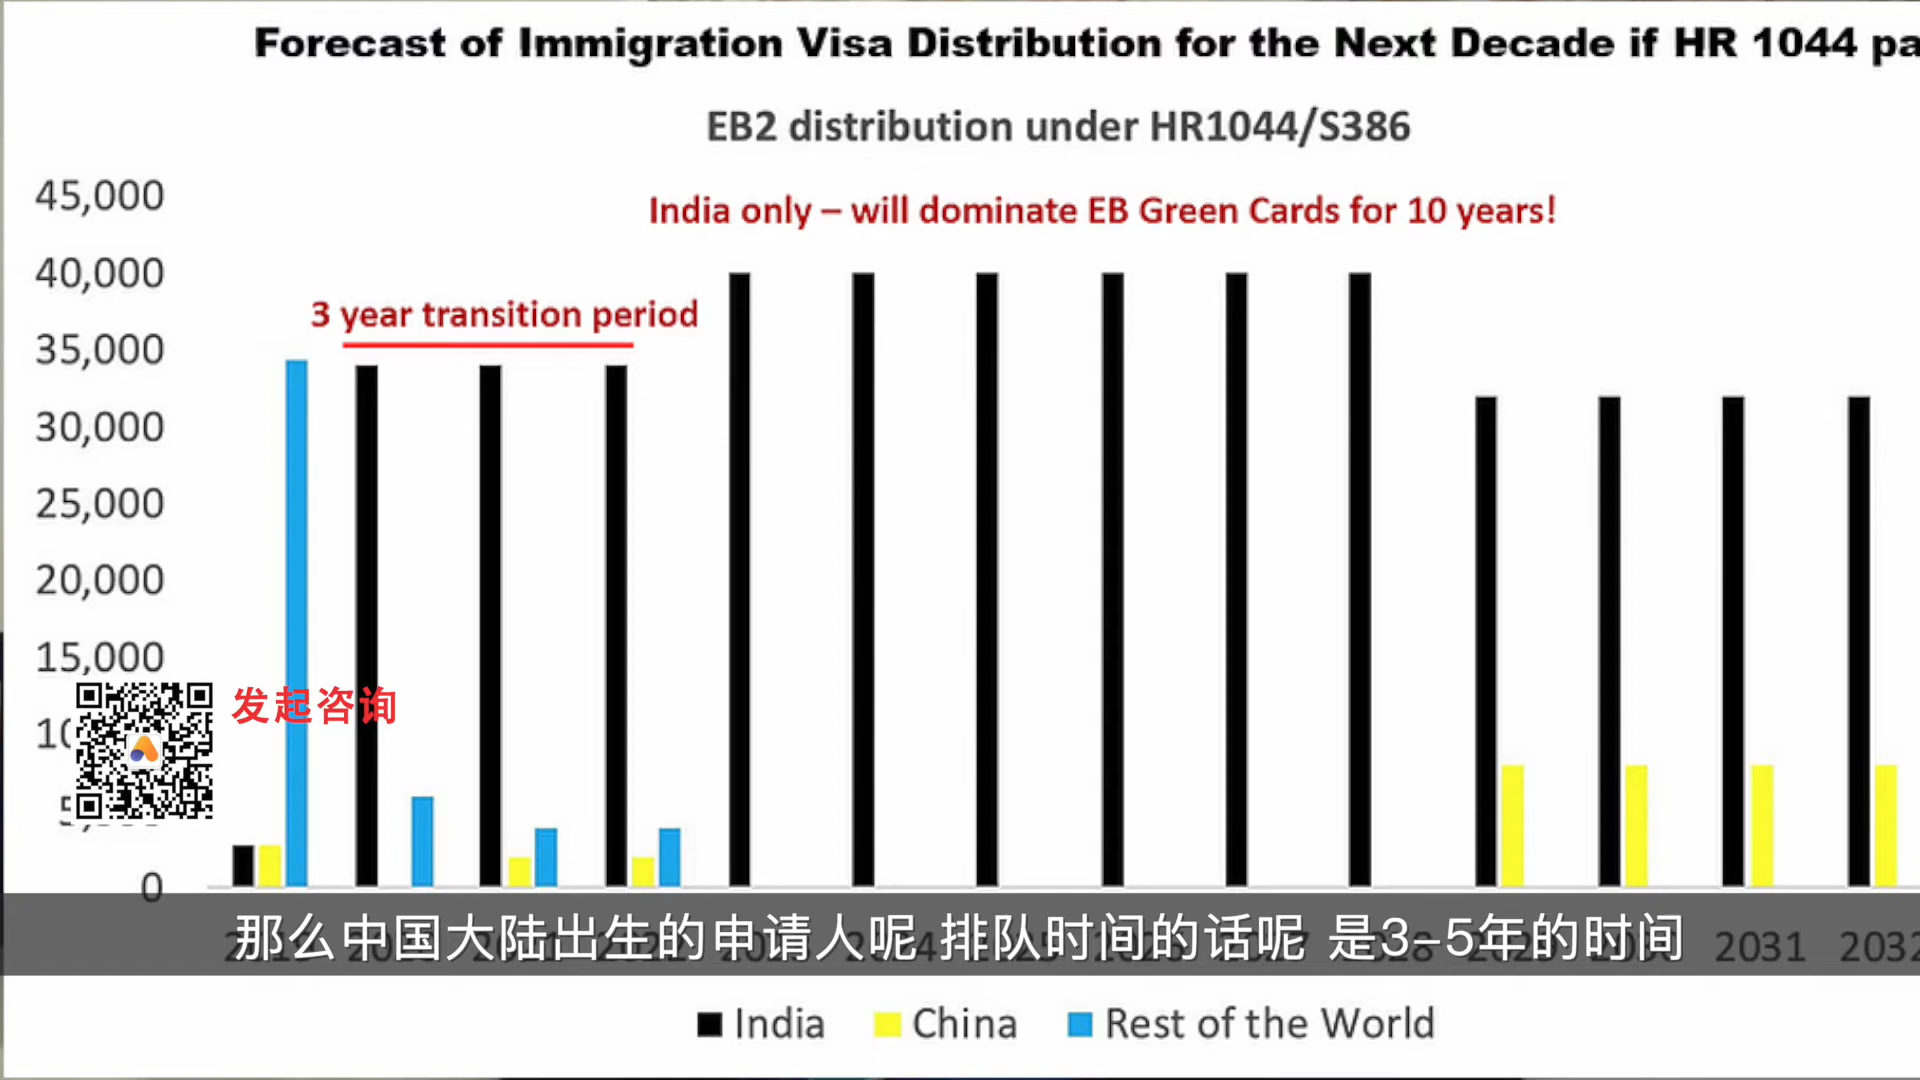 Forecast of Immigration Visa Distribution for the Next Decade if HR 1044 pa
EB2 distribution under HR1044/S386
India only – will dominate EB Green Cards for 10 years!
3 year transition period
45,000
40,000
35,000
30,000
25,000
20,000
15,000
发起咨询
0
那么中国大陆出生的申请人呢 排队时间的话呢 是3-5年的时间
2031 2032
India China Rest of the World